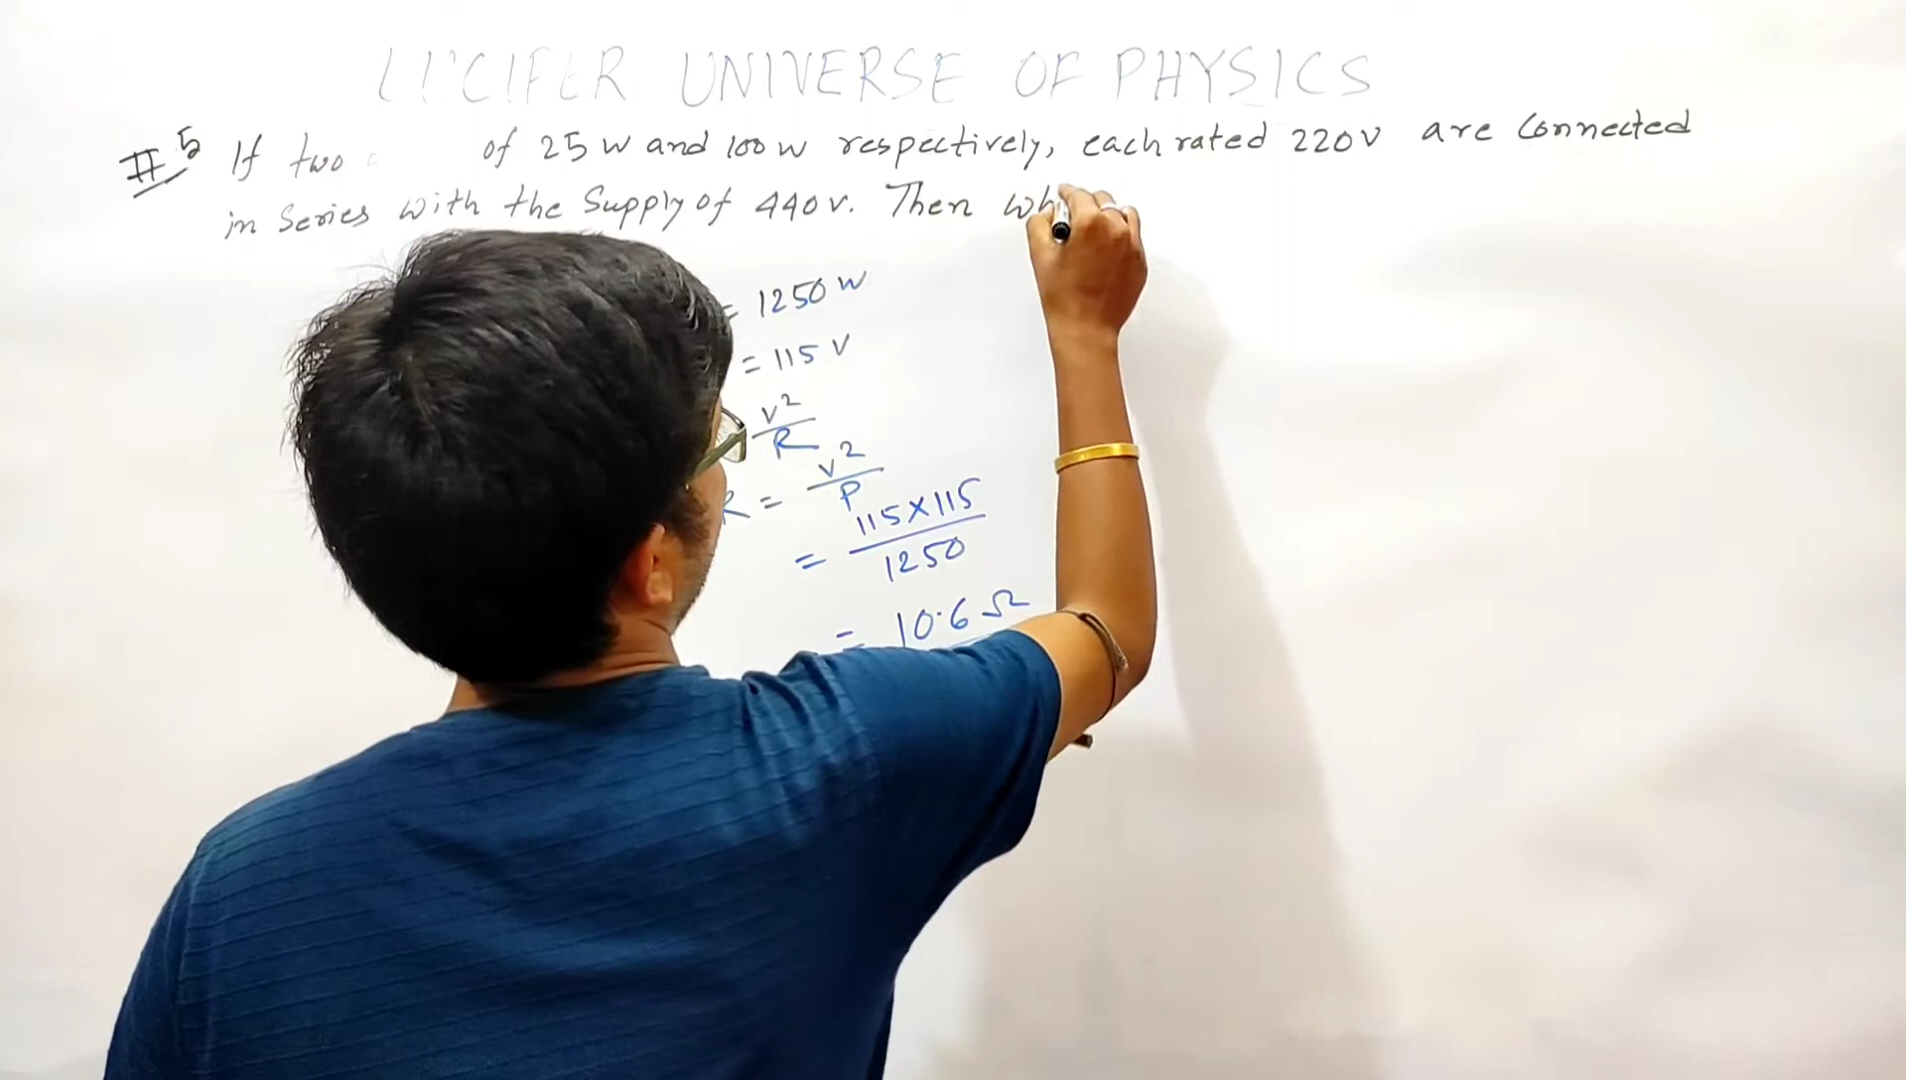 LUCIFER UNIVERSE OF PHYSICS
#5 If two of 25 W and 100 W respectively, each rated 220V are connected
in Series with the Supply of 440V. Then wh
= 1250 W
= 115 V
V²/R
R = V²/P
= 115×115/1250
= 10.6 Ω